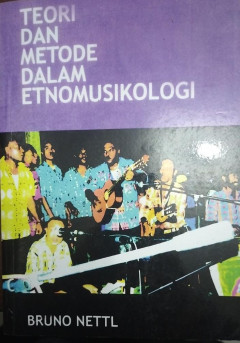 TEORI
DAN
METODE
DALAM
ETNOMUSIKOLOGI
BRUNO NETTL